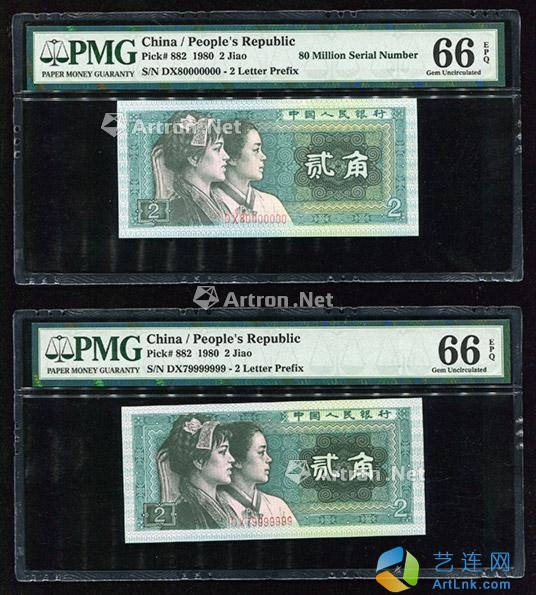 PMG
PAPER MONEY GUARANTY
China / People's Republic
Pick# 882 1980 2 Jiao
80 Million Serial Number
S/N DX80000000 - 2 Letter Prefix
66 EPQ
Gem Uncirculated
中国人民银行
贰角
2
2
DX80000000
Artron.Net
Artron.Net
PMG
PAPER MONEY GUARANTY
China / People's Republic
Pick# 882 1980 2 Jiao
S/N DX79999999 - 2 Letter Prefix
66 EPQ
Gem Uncirculated
中国人民银行
贰角
2
2
DX79999999
Artron.Net
艺连网
ArtLnk.com